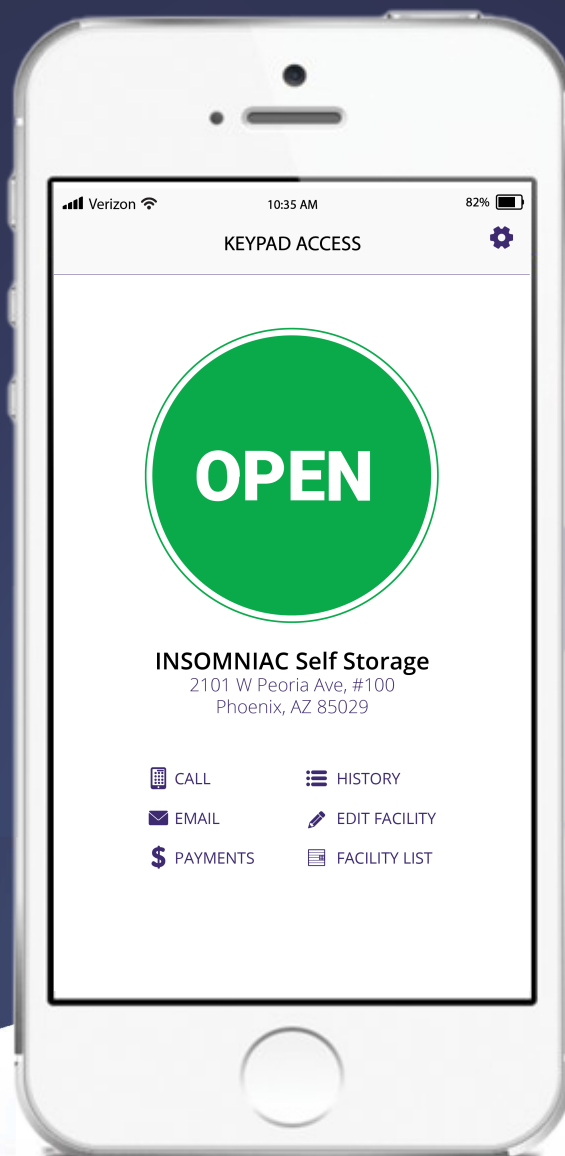 Verizon 10:35 AM 82%
KEYPAD ACCESS
OPEN
INSOMNIAC Self Storage
2101 W Peoria Ave, #100
Phoenix, AZ 85029
CALL HISTORY
EMAIL EDIT FACILITY
$ PAYMENTS FACILITY LIST